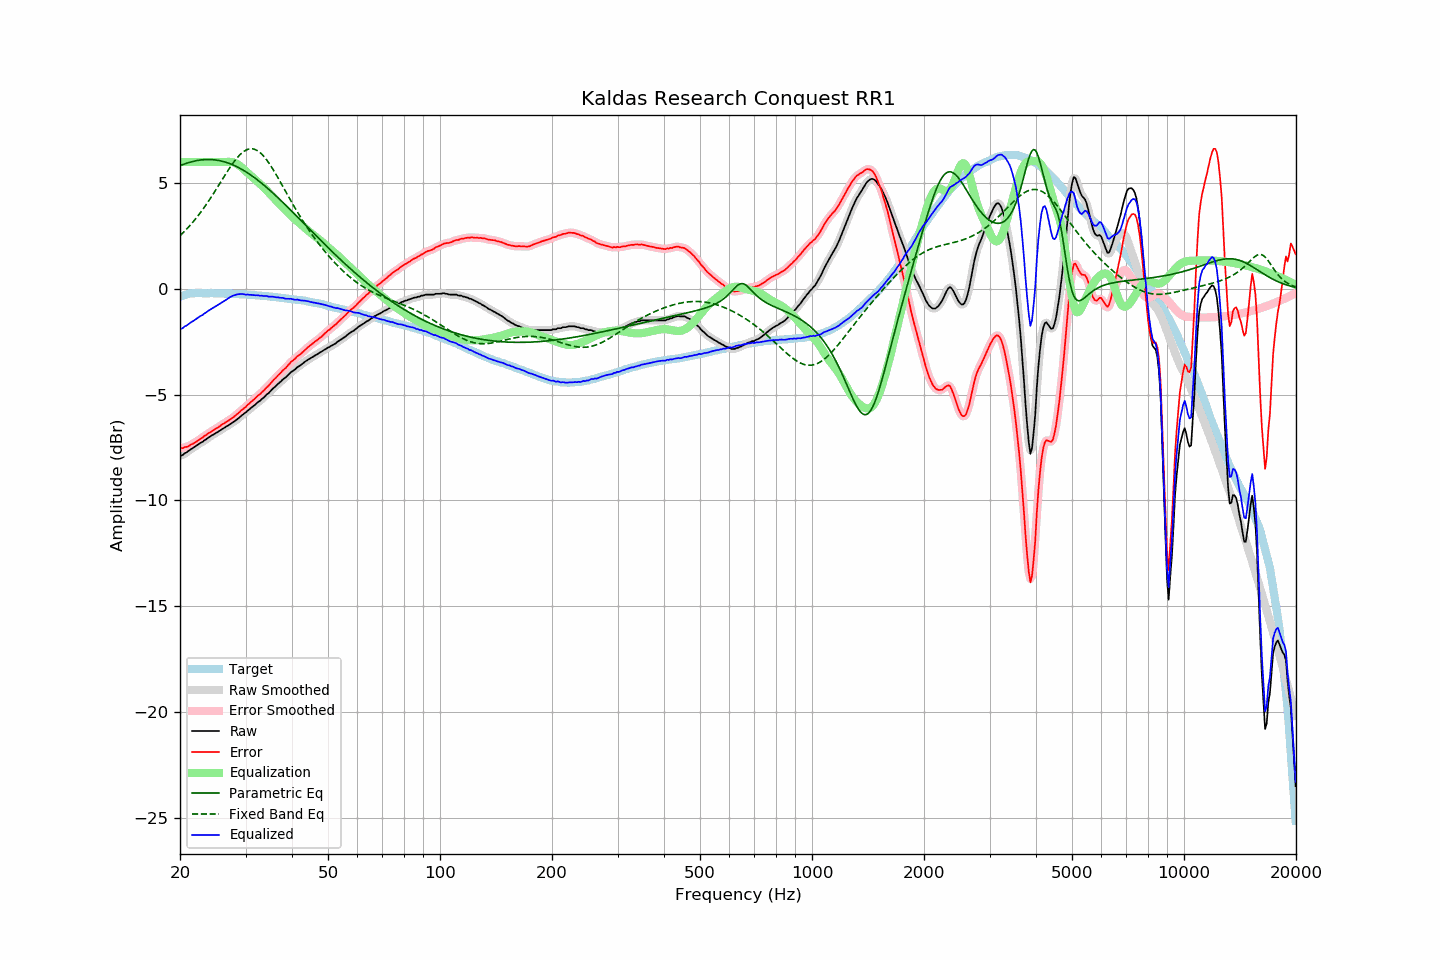 Kaldas Research Conquest RR1
5
0
−5
−10
−15
−20
−25
Amplitude (dBr)
Target
Raw Smoothed
Error Smoothed
Raw
Error
Equalization
Parametric Eq
Fixed Band Eq
Equalized
20 50 100 200 500 1000 2000 5000 10000 20000
Frequency (Hz)